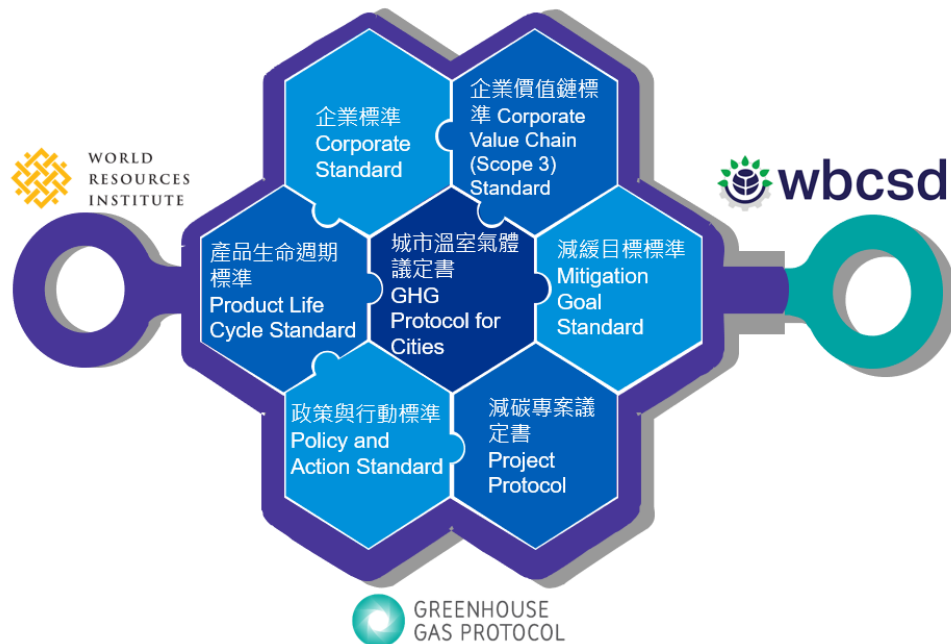 企業標準
Corporate
Standard
企業價值鏈標
準 Corporate
Value Chain
(Scope 3)
Standard
WORLD
RESOURCES
INSTITUTE
wbcsd
產品生命週期
標準
Product Life
Cycle Standard
城市溫室氣體
議定書
GHG
Protocol for
Cities
減緩目標標準
Mitigation
Goal
Standard
政策與行動標準
Policy and
Action Standard
減碳專案議
定書
Project
Protocol
GREENHOUSE
GAS PROTOCOL